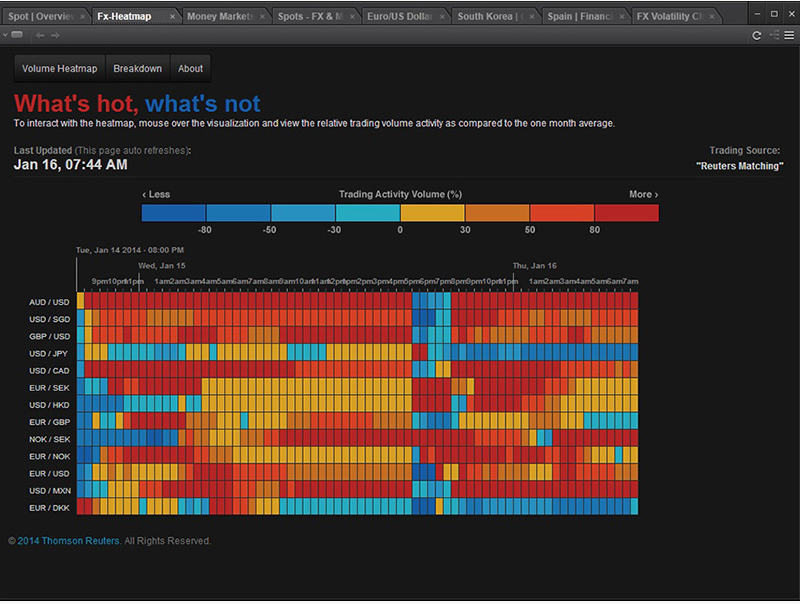 Spot | Overvie
Fx-Heatmap
Money Markets
Spots - FX & M
Euro/US Dollar
South Korea | (
Spain | Financi
FX Volatility C
Volume Heatmap
Breakdown
About
What's hot, what's not
To interact with the heatmap, mouse over the visualization and view the relative trading volume activity as compared to the one month average.
Last Updated (This page auto refreshes):
Jan 16, 07:44 AM
Trading Source:
"Reuters Matching"
‹ Less
Trading Activity Volume (%)
More ›
-80 -50 -30 0 30 50 80
Tue, Jan 14 2014 - 08:00 PM
Wed, Jan 15
Thu, Jan 16
9pm10pm11pm 1am2am3am4am5am6am7am8am9am10am11am12pm1pm2pm3pm4pm5pm6pm7pm8pm9pm10pm11pm 1am2am3am4am5am6am7am
AUD / USD
USD / SGD
GBP / USD
USD / JPY
USD / CAD
EUR / SEK
USD / HKD
EUR / GBP
NOK / SEK
EUR / NOK
EUR / USD
USD / MXN
EUR / DKK
© 2014 Thomson Reuters. All Rights Reserved.